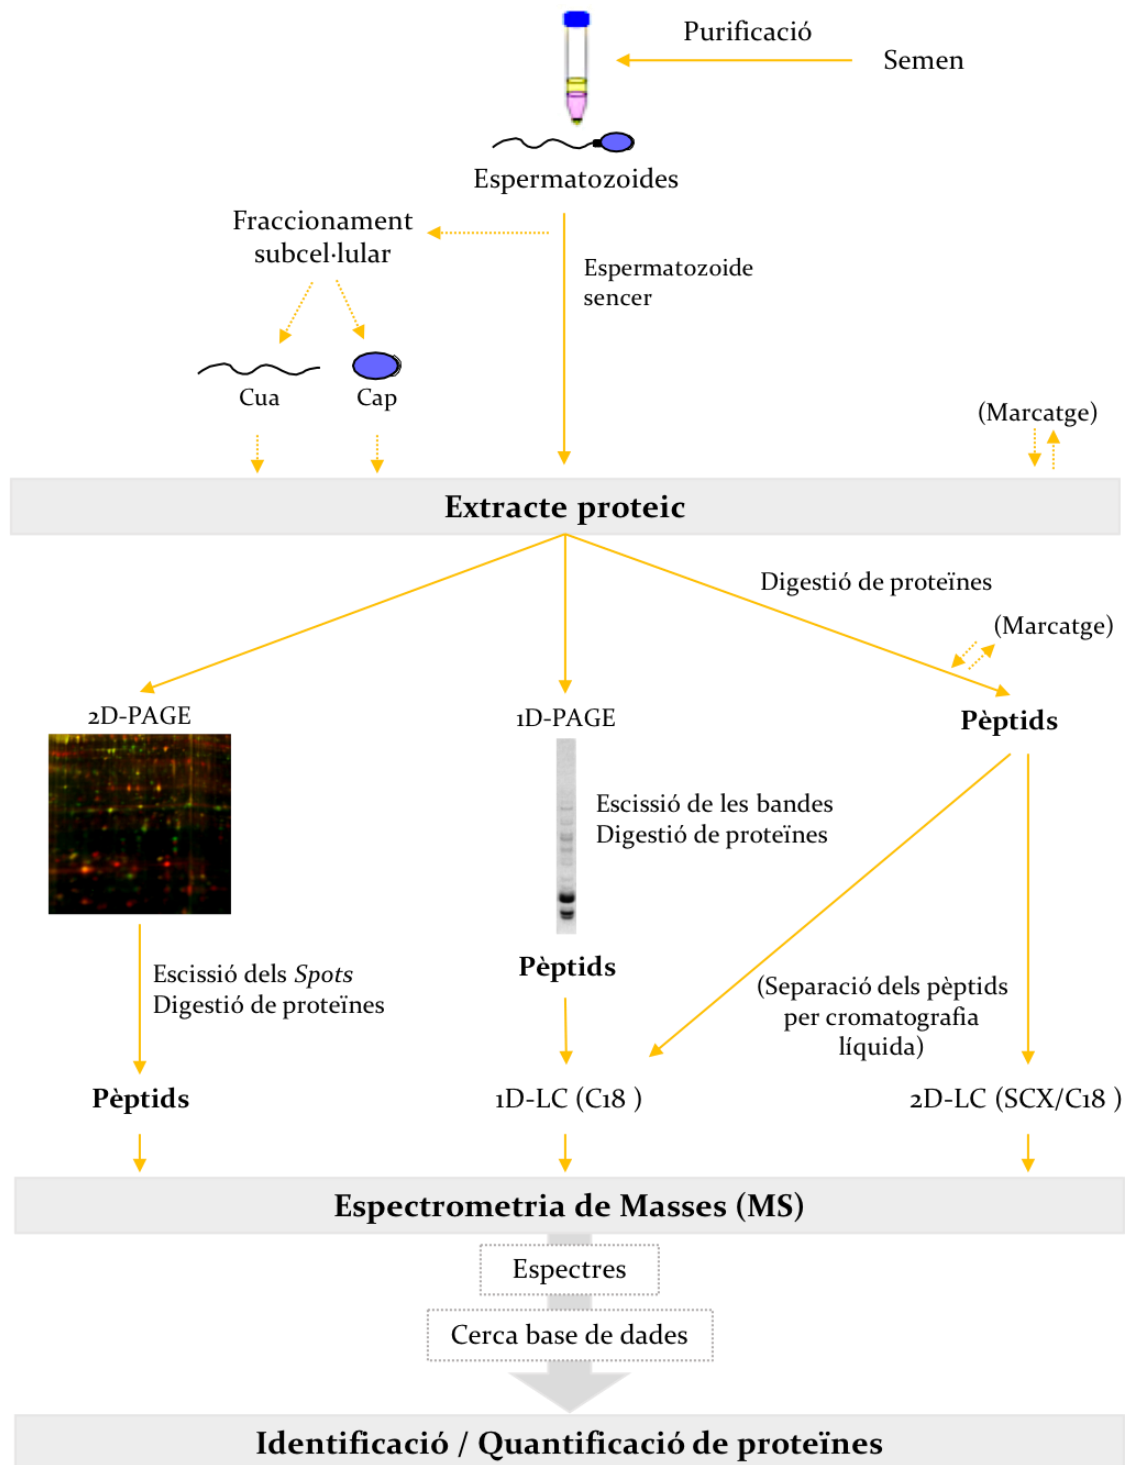 Purificació
Semen
Espermatozoides
Fraccionament
subcel·lular
Espermatozoide
sencer
Cua
Cap
(Marcatge)
Extracte proteic
Digestió de proteïnes
(Marcatge)
2D-PAGE
1D-PAGE
Pèptids
Escissió de les bandes
Digestió de proteïnes
Pèptids
Escissió dels Spots
Digestió de proteïnes
(Separació dels pèptids
per cromatografia
líquida)
Pèptids
1D-LC (C18 )
2D-LC (SCX/C18 )
Espectrometria de Masses (MS)
Espectres
Cerca base de dades
Identificació / Quantificació de proteïnes